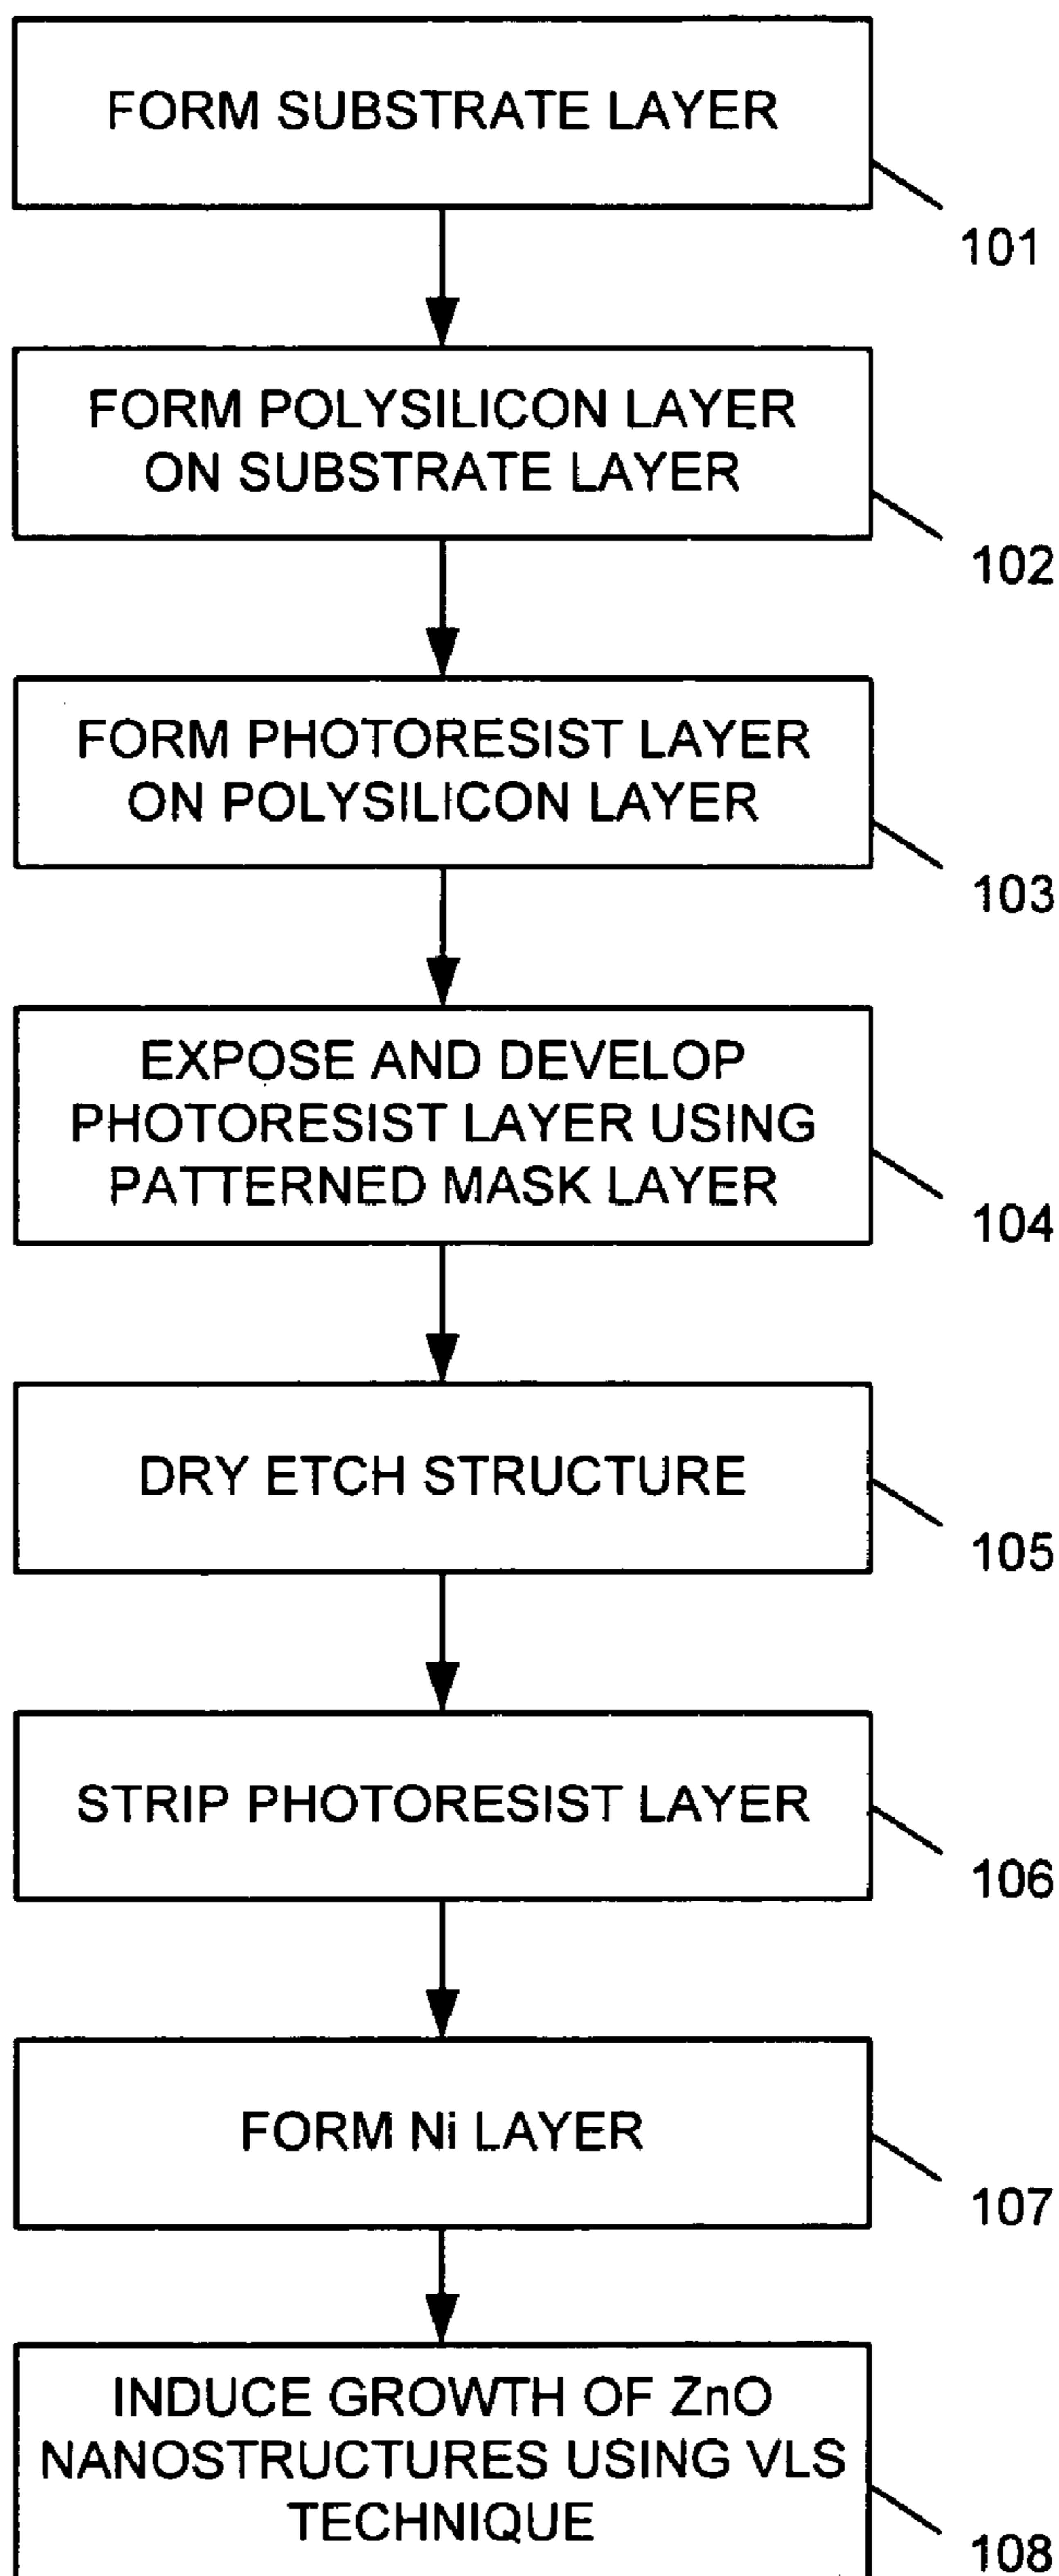 FORM SUBSTRATE LAYER
101
FORM POLYSILICON LAYER
ON SUBSTRATE LAYER
102
FORM PHOTORESIST LAYER
ON POLYSILICON LAYER
103
EXPOSE AND DEVELOP
PHOTORESIST LAYER USING
PATTERNED MASK LAYER
104
DRY ETCH STRUCTURE
105
STRIP PHOTORESIST LAYER
106
FORM Ni LAYER
107
INDUCE GROWTH OF ZnO
NANOSTRUCTURES USING VLS
TECHNIQUE
108